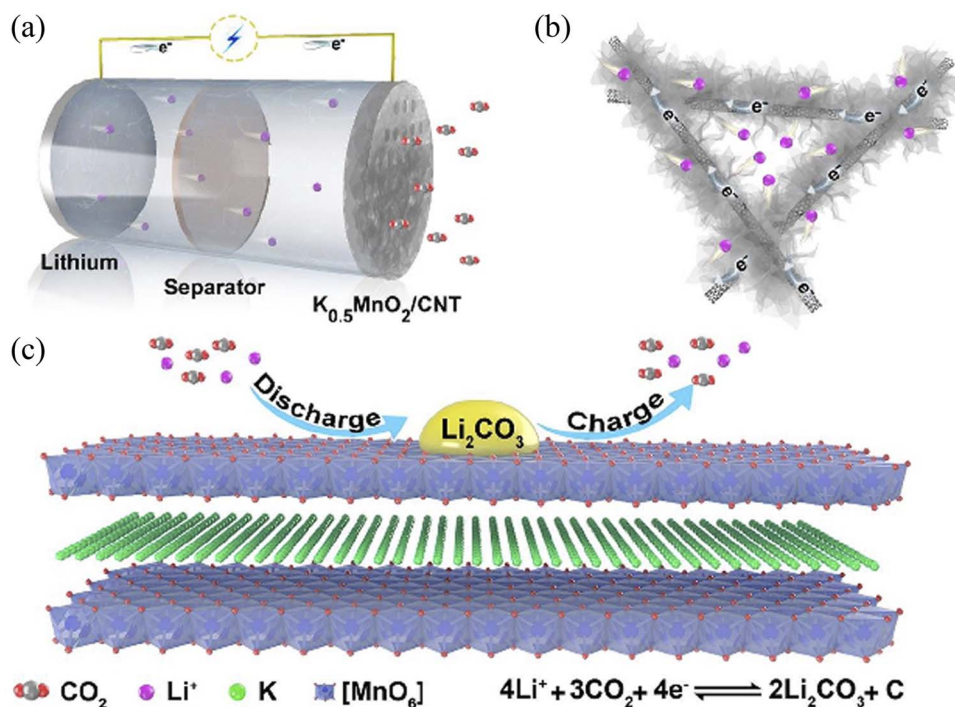 (a)
e⁻
e⁻
Lithium
Separator
K₀.₅MnO₂/CNT
(b)
e⁻
e⁻
e⁻
e⁻
e⁻
e⁻
e⁻
e⁻
(c)
Discharge
Li₂CO₃
Charge
CO₂
Li⁺
K
[MnO₆]
4Li⁺ + 3CO₂ + 4e⁻ ⇌ 2Li₂CO₃ + C